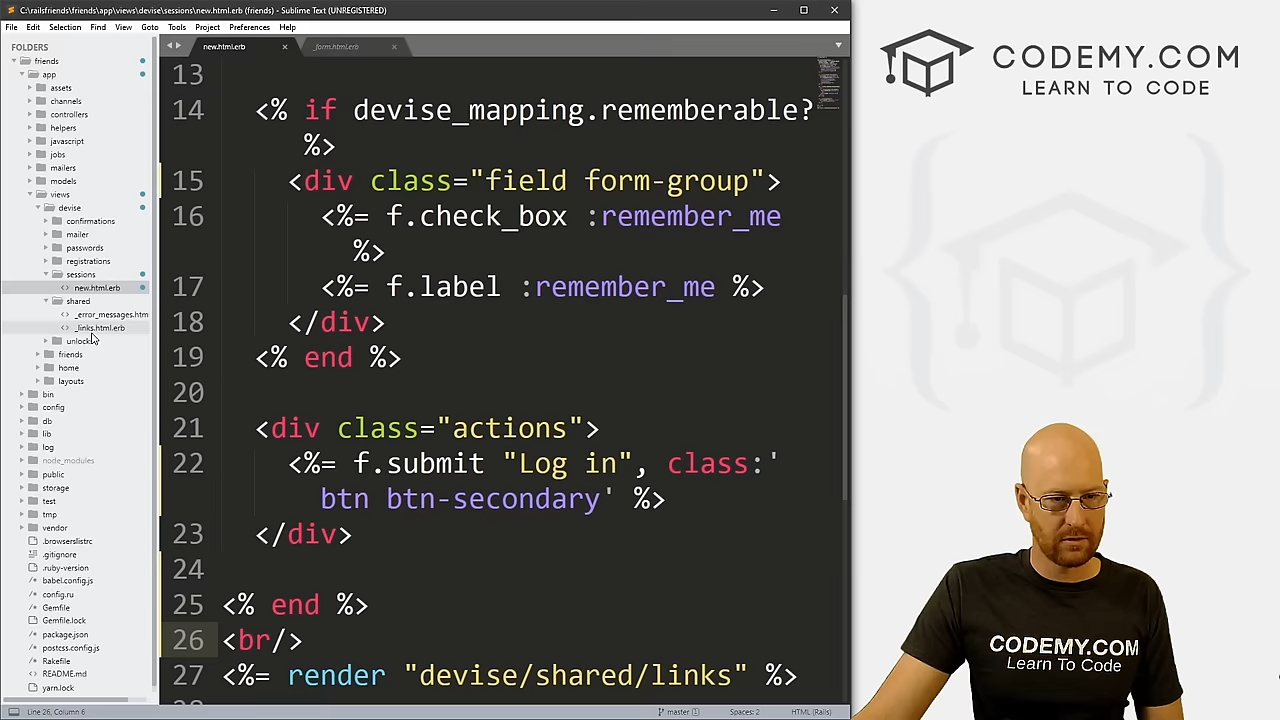 C:\railsfriends\app\views\devise\sessions\new.html.erb (friends) - Sublime Text (UNREGISTERED)
File Edit Selection Find View Goto Tools Project Preferences Help
FOLDERS
friends
app
assets
channels
controllers
helpers
javascript
jobs
mailers
models
views
devise
confirmations
mailer
passwords
registrations
sessions
new.html.erb
shared
_error_messages.htm
_links.html.erb
unlocks
friends
home
layouts
bin
config
db
lib
log
node_modules
public
storage
test
tmp
vendor
.browserslistrc
.gitignore
.ruby-version
babel.config.js
config.ru
Gemfile
Gemfile.lock
package.json
postcss.config.js
Rakefile
README.md
yarn.lock
new.html.erb
_form.html.erb
13
14 <% if devise_mapping.rememberable?
%>
15 <div class="field form-group">
16 <%= f.check_box :remember_me
%>
17 <%= f.label :remember_me %>
18 </div>
19 <% end %>
20
21 <div class="actions">
22 <%= f.submit "Log in", class:'
btn btn-secondary' %>
23 </div>
24
25 <% end %>
26 <br/>
27 <%= render "devise/shared/links" %>
Line 26, Column 6
master 1
Spaces: 2
HTML (Rails)
CODEMY.COM
LEARN TO CODE
CODEMY.COM
Learn To Code